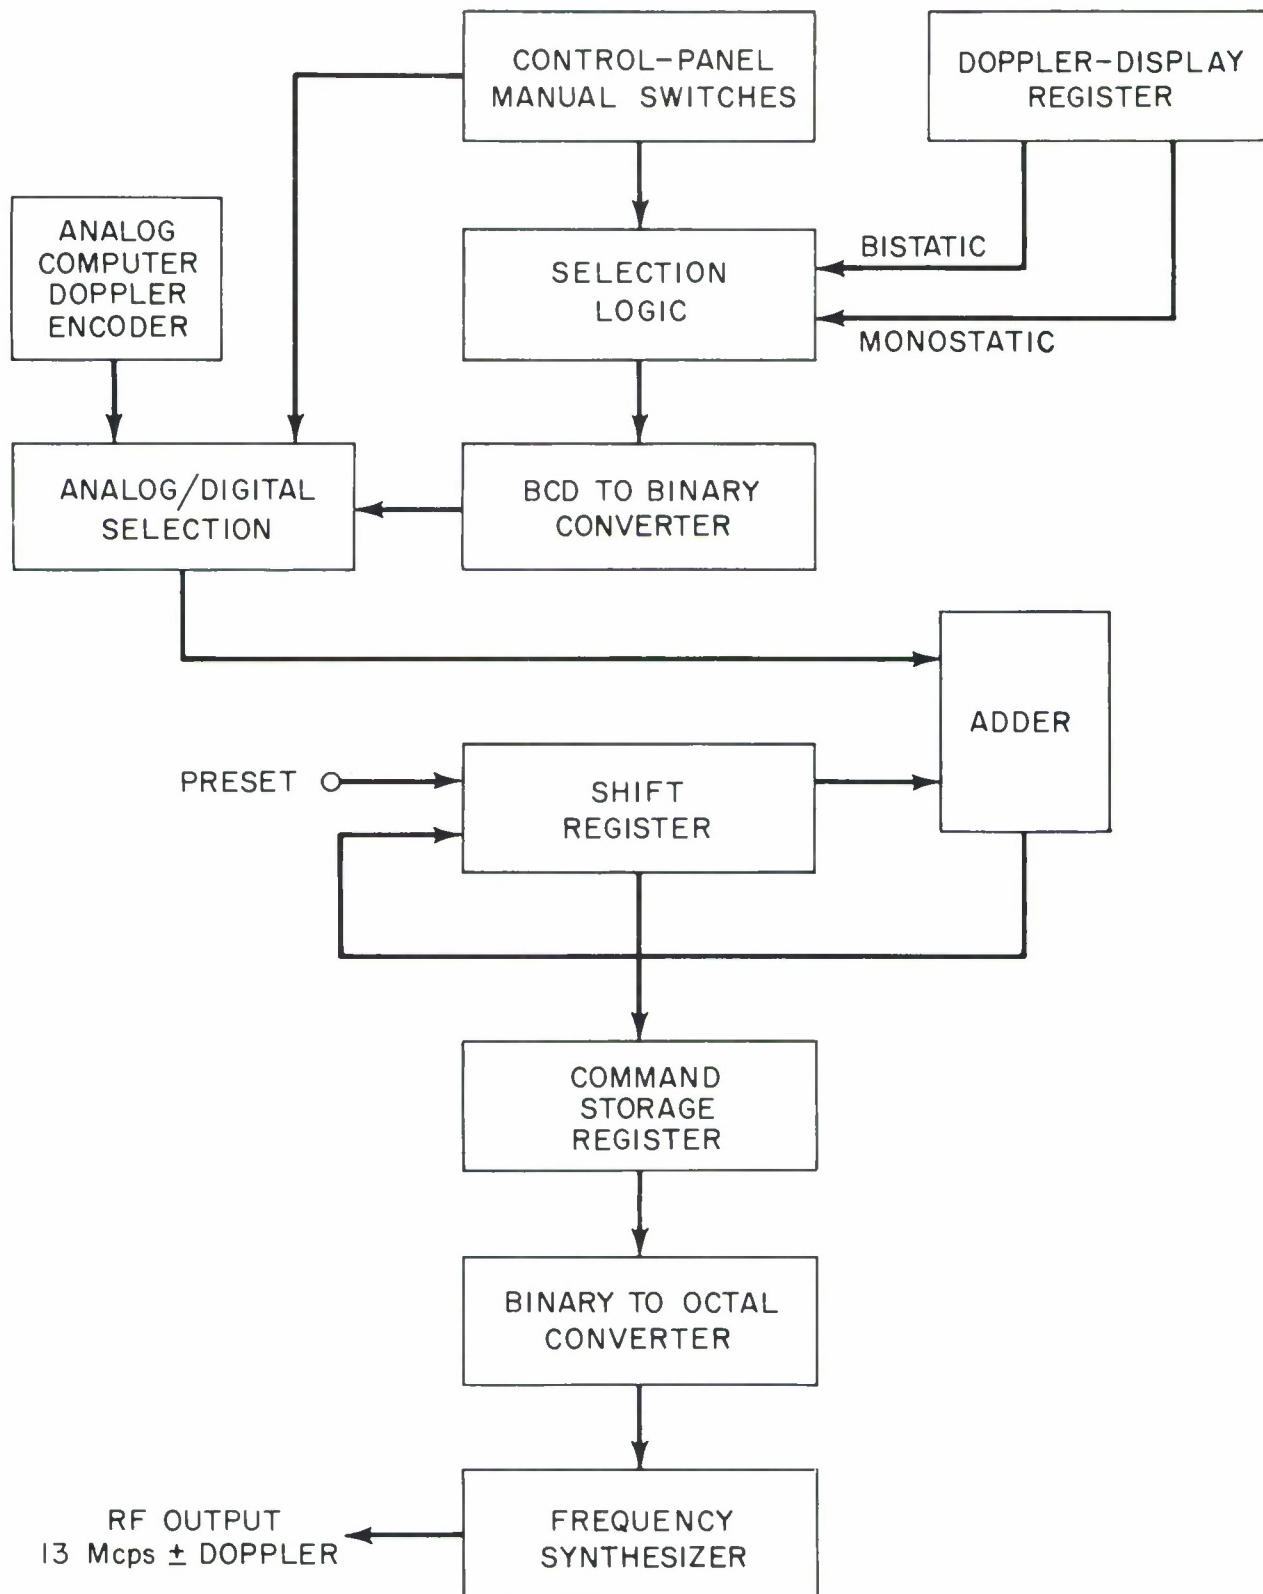 CONTROL-PANEL
MANUAL SWITCHES
DOPPLER-DISPLAY
REGISTER
ANALOG
COMPUTER
DOPPLER
ENCODER
SELECTION
LOGIC
BISTATIC
MONOSTATIC
ANALOG/DIGITAL
SELECTION
BCD TO BINARY
CONVERTER
ADDER
PRESET
SHIFT
REGISTER
COMMAND
STORAGE
REGISTER
BINARY TO OCTAL
CONVERTER
FREQUENCY
SYNTHESIZER
RF OUTPUT
13 Mcps ± DOPPLER